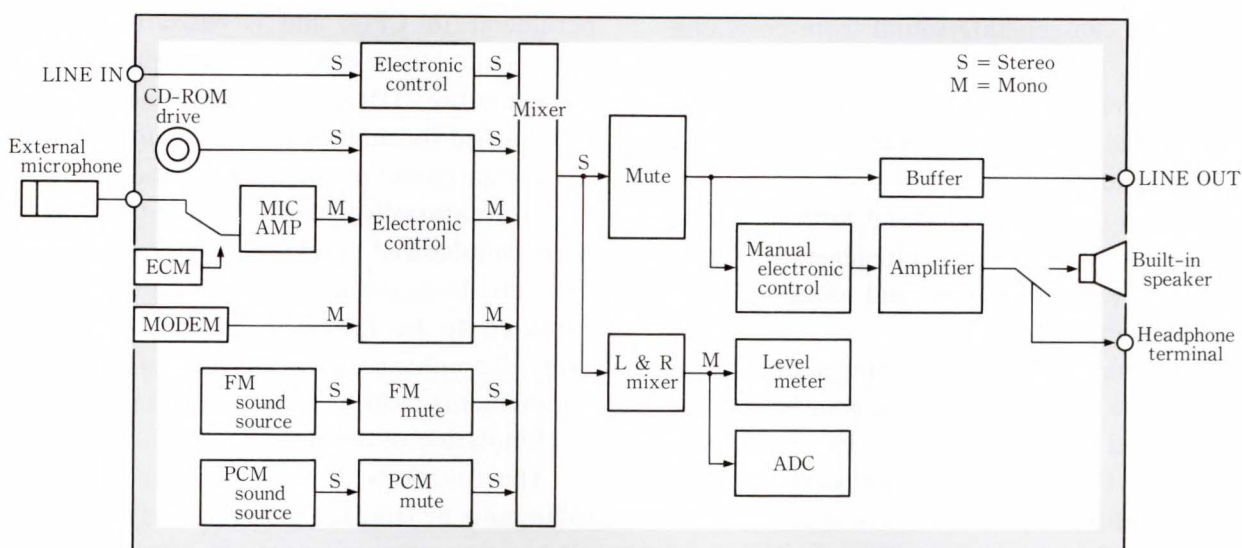 S = Stereo
M = Mono
LINE IN
S
Electronic
control
S
Mixer
CD-ROM
drive
S
S
External
microphone
MIC
AMP
M
Electronic
control
M
ECM
MODEM
M
M
FM
sound
source
S
FM
mute
S
PCM
sound
source
S
PCM
mute
S
S
Mute
Buffer
LINE OUT
Manual
electronic
control
Amplifier
Built-in
speaker
Headphone
terminal
L & R
mixer
M
Level
meter
ADC